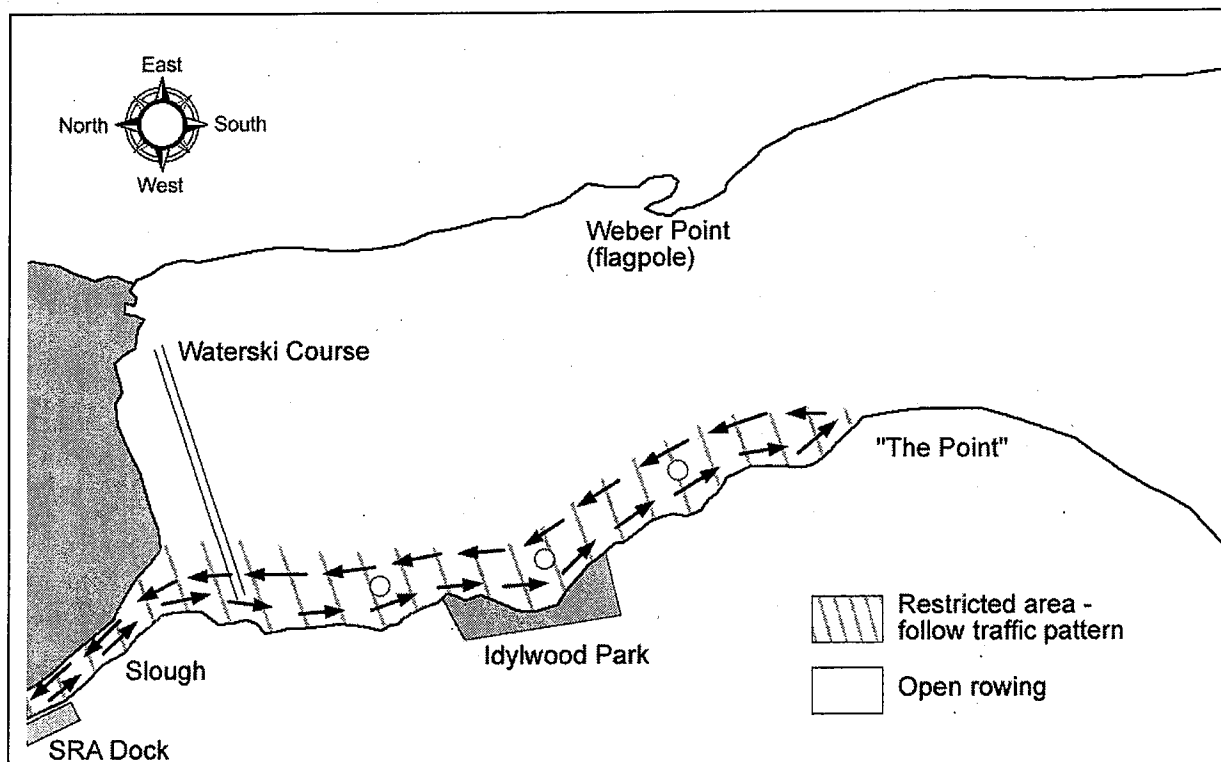 East
North
South
West
Weber Point
(flagpole)
Waterski Course
"The Point"
Restricted area -
follow traffic pattern
Idylwood Park
Slough
Open rowing
SRA Dock